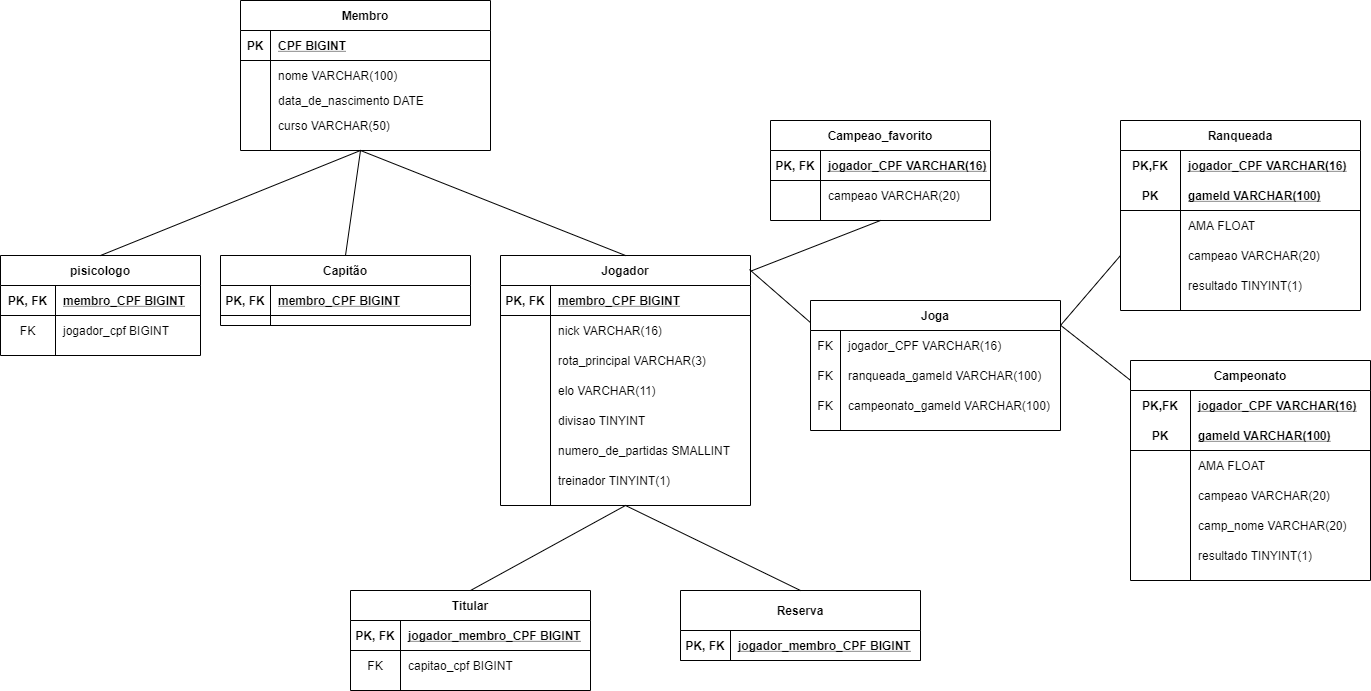 Membro
PK CPF BIGINT
nome VARCHAR(100)
data_de_nascimento DATE
curso VARCHAR(50)
Campeao_favorito
PK, FK jogador_CPF VARCHAR(16)
campeao VARCHAR(20)
Ranqueada
PK,FK jogador_CPF VARCHAR(16)
PK gameId VARCHAR(100)
AMA FLOAT
campeao VARCHAR(20)
resultado TINYINT(1)
pisicologo
PK, FK membro_CPF BIGINT
FK jogador_cpf BIGINT
Capitão
PK, FK membro_CPF BIGINT
Jogador
PK, FK membro_CPF BIGINT
nick VARCHAR(16)
rota_principal VARCHAR(3)
elo VARCHAR(11)
divisao TINYINT
numero_de_partidas SMALLINT
treinador TINYINT(1)
Joga
FK jogador_CPF VARCHAR(16)
FK ranqueada_gameId VARCHAR(100)
FK campeonato_gameId VARCHAR(100)
Campeonato
PK,FK jogador_CPF VARCHAR(16)
PK gameId VARCHAR(100)
AMA FLOAT
campeao VARCHAR(20)
camp_nome VARCHAR(20)
resultado TINYINT(1)
Titular
PK, FK jogador_membro_CPF BIGINT
FK capitao_cpf BIGINT
Reserva
PK, FK jogador_membro_CPF BIGINT